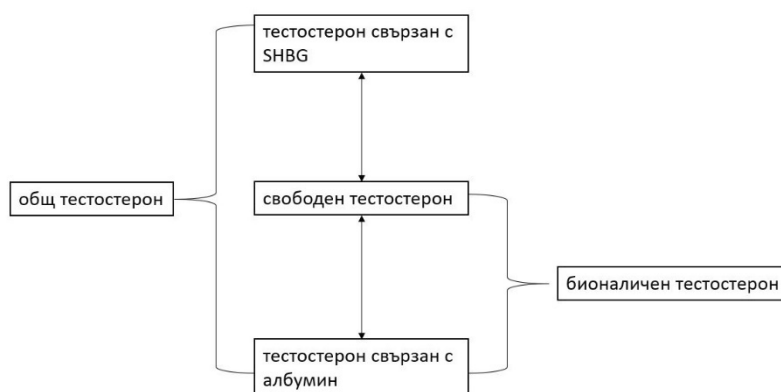 тестостерон свързан с
SHBG
общ тестостерон
свободен тестостерон
бионаличен тестостерон
тестостерон свързан с
албумин